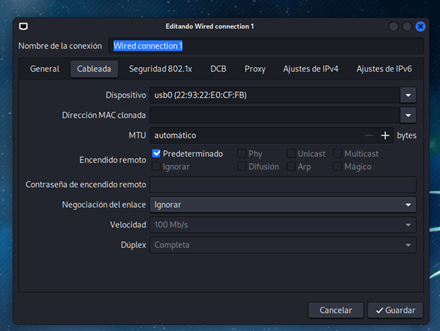 Editando Wired connection 1
Nombre de la conexión Wired connection 1
General Cableada Seguridad 802.1x DCB Proxy Ajustes de IPv4 Ajustes de IPv6
Dispositivo usb0 (22:93:22:E0:CF:FB)
Dirección MAC clonada
MTU automático bytes
Encendido remoto Predeterminado Phy Unicast Multicast
Ignorar Difusión Arp Mágico
Contraseña de encendido remoto
Negociación del enlace Ignorar
Velocidad 100 Mb/s
Dúplex Completa
Cancelar Guardar